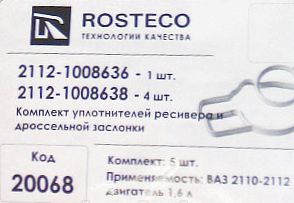 ROSTECO
ТЕХНОЛОГИИ КАЧЕСТВА
2112-1008636 - 1 шт.
2112-1008638 - 4 шт.
Комплект уплотнителей ресивера и
дроссельной заслонки
Код
20068
Комплект: 5 шт.
Применяемость: ВАЗ 2110-2112
двигатель 1,6 л